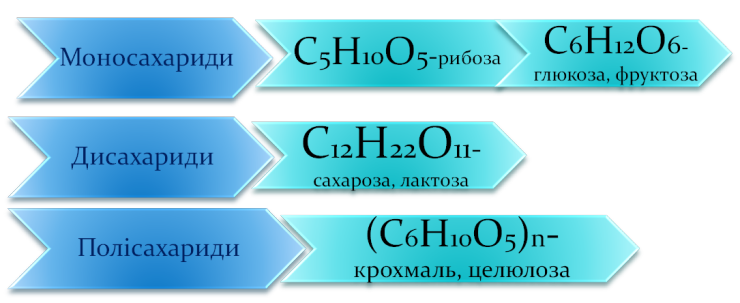 Моносахариди
C5H10O5-рибоза
C6H12O6-
глюкоза, фруктоза
Дисахариди
C12H22O11-
сахароза, лактоза
Полісахариди
(C6H10O5)n-
крохмаль, целюлоза